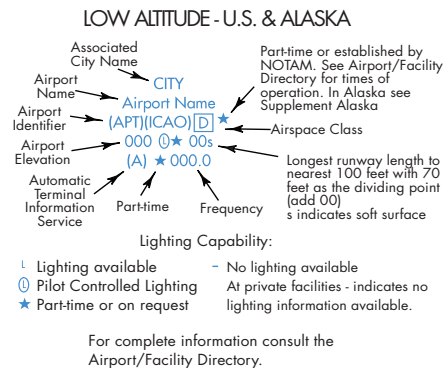 LOW ALTITUDE - U.S. & ALASKA
Associated
City Name
CITY
Airport
Name
Airport Name
Airport
Identifier
(APT)(ICAO) D ★
Part-time or established by
NOTAM. See Airport/Facility
Directory for times of
operation. In Alaska see
Supplement Alaska
Airspace Class
Airport
Elevation
000 Ⓛ★ 00s
Longest runway length to
nearest 100 feet with 70
feet as the dividing point
(add 00)
s indicates soft surface
Automatic
Terminal
Information
Service
(A) ★ 000.0
Part-time
Frequency
Lighting Capability:
L Lighting available
Ⓛ Pilot Controlled Lighting
★ Part-time or on request
– No lighting available
At private facilities - indicates no
lighting information available.
For complete information consult the
Airport/Facility Directory.